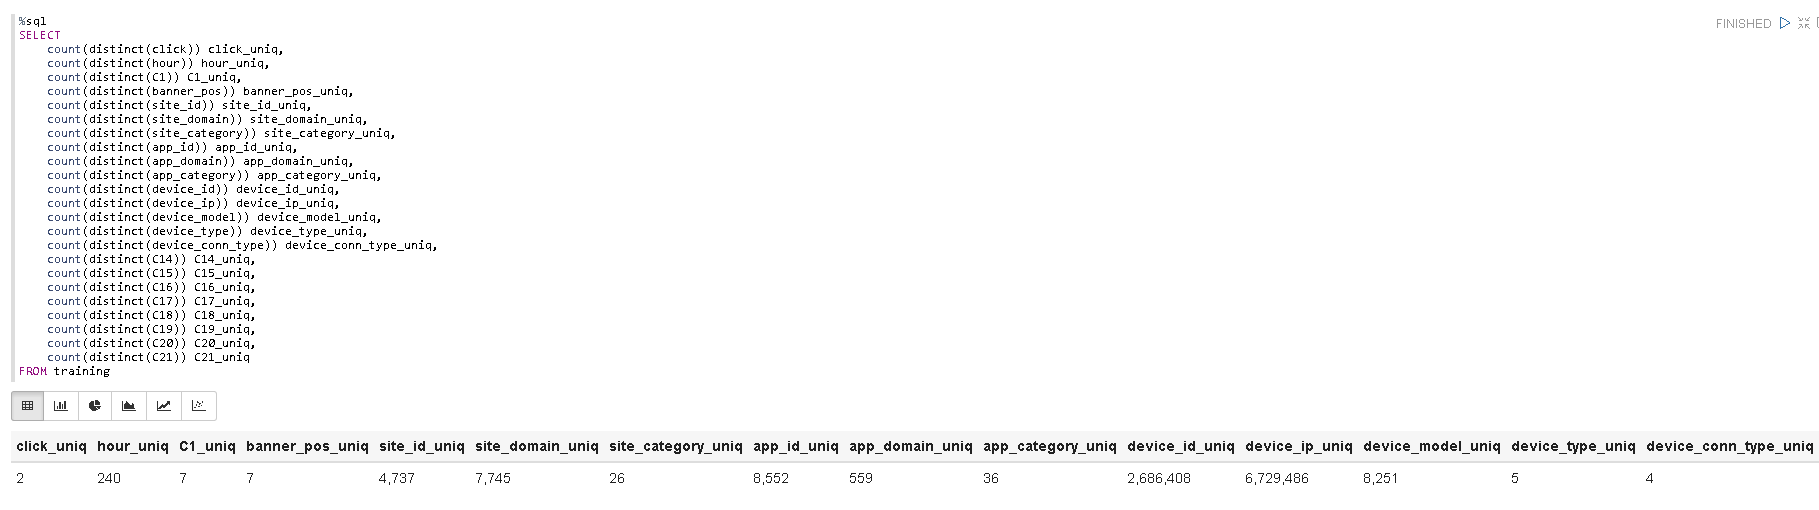 %sql
SELECT
    count(distinct(click)) click_uniq,
    count(distinct(hour)) hour_uniq,
    count(distinct(C1)) C1_uniq,
    count(distinct(banner_pos)) banner_pos_uniq,
    count(distinct(site_id)) site_id_uniq,
    count(distinct(site_domain)) site_domain_uniq,
    count(distinct(site_category)) site_category_uniq,
    count(distinct(app_id)) app_id_uniq,
    count(distinct(app_domain)) app_domain_uniq,
    count(distinct(app_category)) app_category_uniq,
    count(distinct(device_id)) device_id_uniq,
    count(distinct(device_ip)) device_ip_uniq,
    count(distinct(device_model)) device_model_uniq,
    count(distinct(device_type)) device_type_uniq,
    count(distinct(device_conn_type)) device_conn_type_uniq,
    count(distinct(C14)) C14_uniq,
    count(distinct(C15)) C15_uniq,
    count(distinct(C16)) C16_uniq,
    count(distinct(C17)) C17_uniq,
    count(distinct(C18)) C18_uniq,
    count(distinct(C19)) C19_uniq,
    count(distinct(C20)) C20_uniq,
    count(distinct(C21)) C21_uniq
FROM training
FINISHED
click_uniq hour_uniq C1_uniq banner_pos_uniq site_id_uniq site_domain_uniq site_category_uniq app_id_uniq app_domain_uniq app_category_uniq device_id_uniq device_ip_uniq device_model_uniq device_type_uniq device_conn_type_uniq
2 240 7 7 4,737 7,745 26 8,552 559 36 2,686,408 6,729,486 8,251 5 4